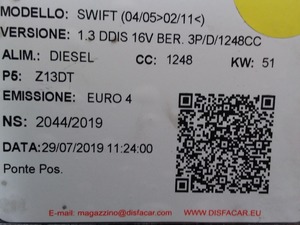 MODELLO: SWIFT (04/05>02/11<)
VERSIONE: 1.3 DDIS 16V BER. 3P/D/1248CC
ALIM.: DIESEL CC: 1248 KW: 51
P5: Z13DT
EMISSIONE: EURO 4
NS: 2044/2019
DATA:29/07/2019 11:24:00
Ponte Pos.
E-mail: magazzino@disfacar.com WWW.DISFACAR.EU